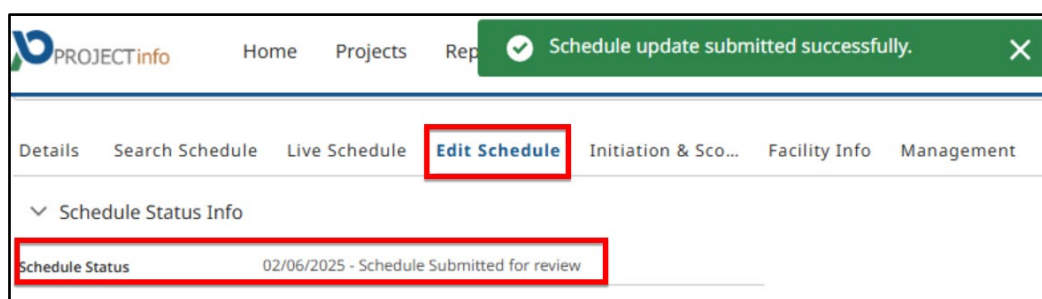 PROJECTinfo Home Projects Rep Schedule update submitted successfully.
Details Search Schedule Live Schedule Edit Schedule Initiation & Sco... Facility Info Management
Schedule Status Info
Schedule Status 02/06/2025 - Schedule Submitted for review